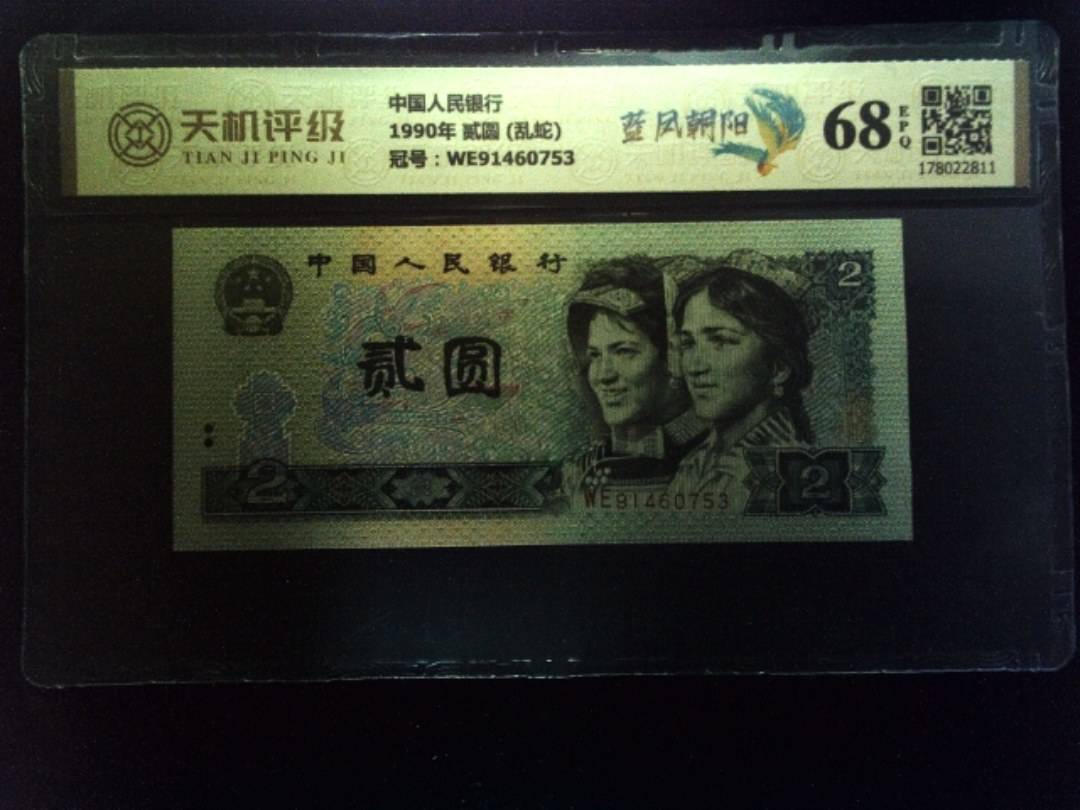 天机评级
TIAN JI PING JI
中国人民银行
1990年 贰圆 (乱蛇)
冠号：WE91460753
蓝凤朝阳
68
EPQ
178022811
中国人民银行
2
贰圆
2
WE91460753
2